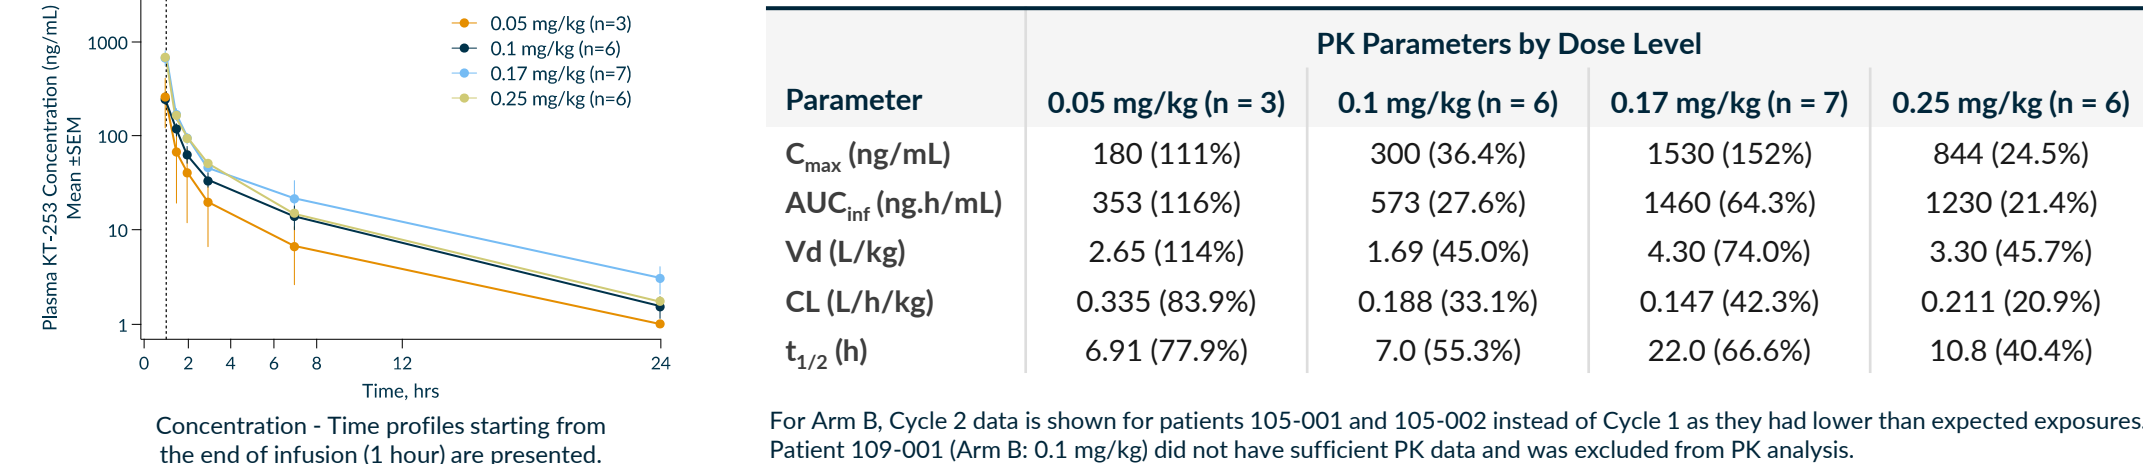 Plasma KT-253 Concentration (ng/mL)
Mean ±SEM
1000
100
10
1
0 2 4 6 8 12 24
Time, hrs
0.05 mg/kg (n=3)
0.1 mg/kg (n=6)
0.17 mg/kg (n=7)
0.25 mg/kg (n=6)
Concentration - Time profiles starting from
the end of infusion (1 hour) are presented.
PK Parameters by Dose Level
Parameter 0.05 mg/kg (n = 3) 0.1 mg/kg (n = 6) 0.17 mg/kg (n = 7) 0.25 mg/kg (n = 6)
Cmax (ng/mL) 180 (111%) 300 (36.4%) 1530 (152%) 844 (24.5%)
AUCinf (ng.h/mL) 353 (116%) 573 (27.6%) 1460 (64.3%) 1230 (21.4%)
Vd (L/kg) 2.65 (114%) 1.69 (45.0%) 4.30 (74.0%) 3.30 (45.7%)
CL (L/h/kg) 0.335 (83.9%) 0.188 (33.1%) 0.147 (42.3%) 0.211 (20.9%)
t1/2 (h) 6.91 (77.9%) 7.0 (55.3%) 22.0 (66.6%) 10.8 (40.4%)
For Arm B, Cycle 2 data is shown for patients 105-001 and 105-002 instead of Cycle 1 as they had lower than expected exposures.
Patient 109-001 (Arm B: 0.1 mg/kg) did not have sufficient PK data and was excluded from PK analysis.